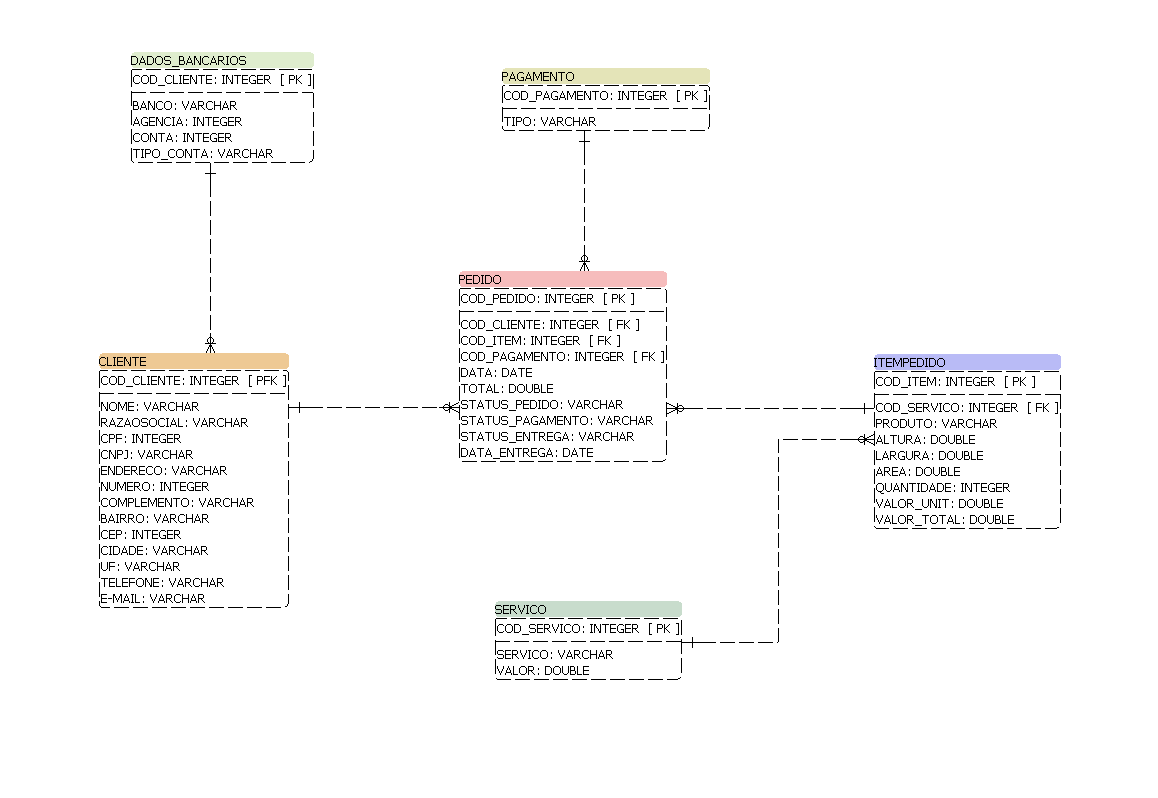 DADOS_BANCARIOS
COD_CLIENTE: INTEGER [ PK ]
BANCO: VARCHAR
AGENCIA: INTEGER
CONTA: INTEGER
TIPO_CONTA: VARCHAR
PAGAMENTO
COD_PAGAMENTO: INTEGER [ PK ]
TIPO: VARCHAR
PEDIDO
COD_PEDIDO: INTEGER [ PK ]
COD_CLIENTE: INTEGER [ FK ]
COD_ITEM: INTEGER [ FK ]
COD_PAGAMENTO: INTEGER [ FK ]
DATA: DATE
TOTAL: DOUBLE
STATUS_PEDIDO: VARCHAR
STATUS_PAGAMENTO: VARCHAR
STATUS_ENTREGA: VARCHAR
DATA_ENTREGA: DATE
CLIENTE
COD_CLIENTE: INTEGER [ PFK ]
NOME: VARCHAR
RAZAOSOCIAL: VARCHAR
CPF: INTEGER
CNPJ: VARCHAR
ENDERECO: VARCHAR
NUMERO: INTEGER
COMPLEMENTO: VARCHAR
BAIRRO: VARCHAR
CEP: INTEGER
CIDADE: VARCHAR
UF: VARCHAR
TELEFONE: VARCHAR
E-MAIL: VARCHAR
ITEMPEDIDO
COD_ITEM: INTEGER [ PK ]
COD_SERVICO: INTEGER [ FK ]
PRODUTO: VARCHAR
ALTURA: DOUBLE
LARGURA: DOUBLE
AREA: DOUBLE
QUANTIDADE: INTEGER
VALOR_UNIT: DOUBLE
VALOR_TOTAL: DOUBLE
SERVICO
COD_SERVICO: INTEGER [ PK ]
SERVICO: VARCHAR
VALOR: DOUBLE